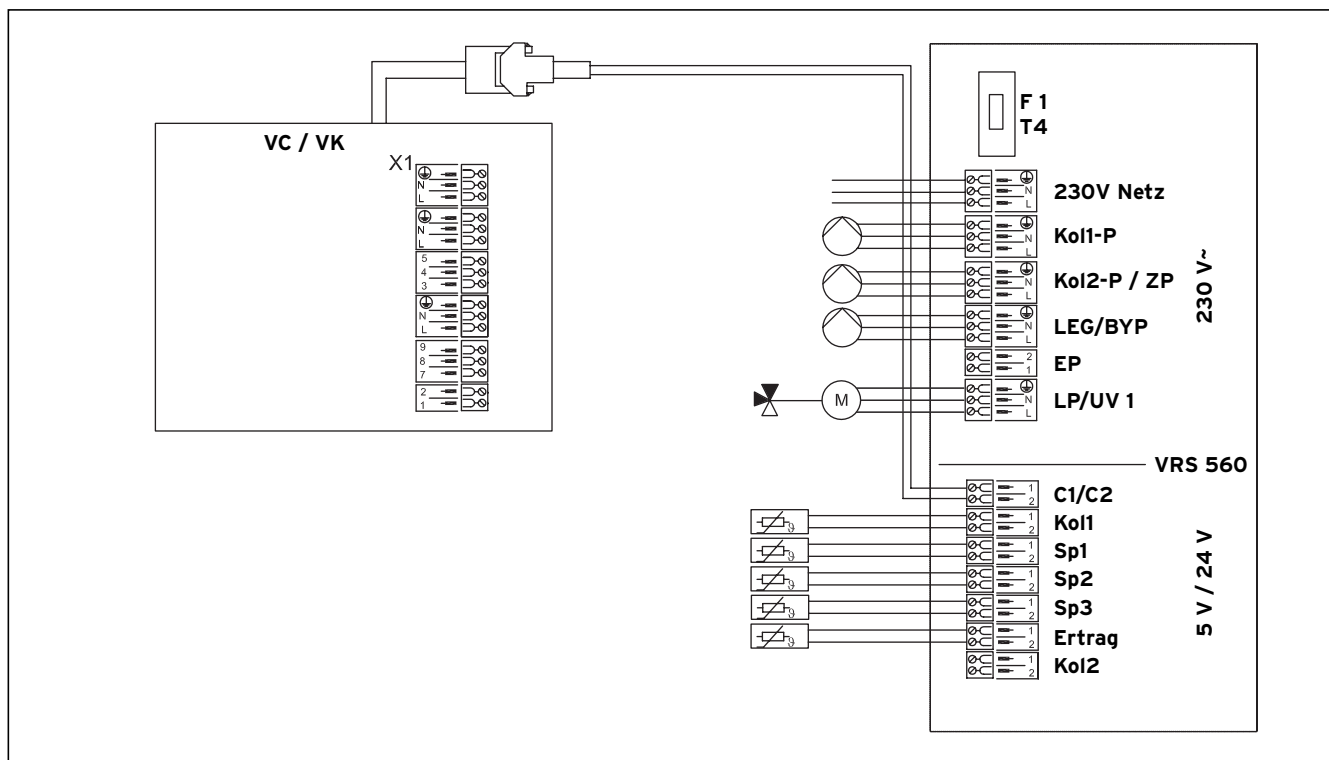 VC / VK
X1
N
L
N
L
5
4
3
N
L
9
8
7
2
1
F 1
T4
N
L
230V Netz
N
L
Kol1-P
N
L
Kol2-P / ZP
N
L
LEG/BYP
2
1
EP
M
N
L
LP/UV 1
230 V~
VRS 560
1
2
C1/C2
ϑ
1
2
Kol1
ϑ
1
2
Sp1
ϑ
1
2
Sp2
ϑ
1
2
Sp3
ϑ
1
2
Ertrag
1
2
Kol2
5 V / 24 V